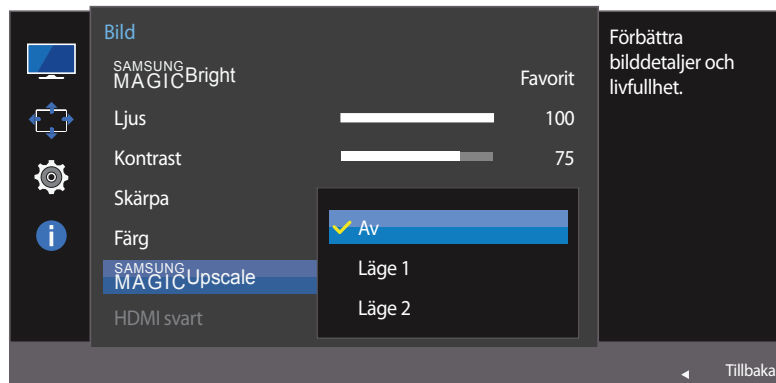 Bild
SAMSUNG MAGICBright Favorit
Ljus 100
Kontrast 75
Skärpa
Färg
SAMSUNG MAGICUpscale
HDMI svart
Av
Läge 1
Läge 2
Förbättra
bilddetaljer och
livfullhet.
Tillbaka